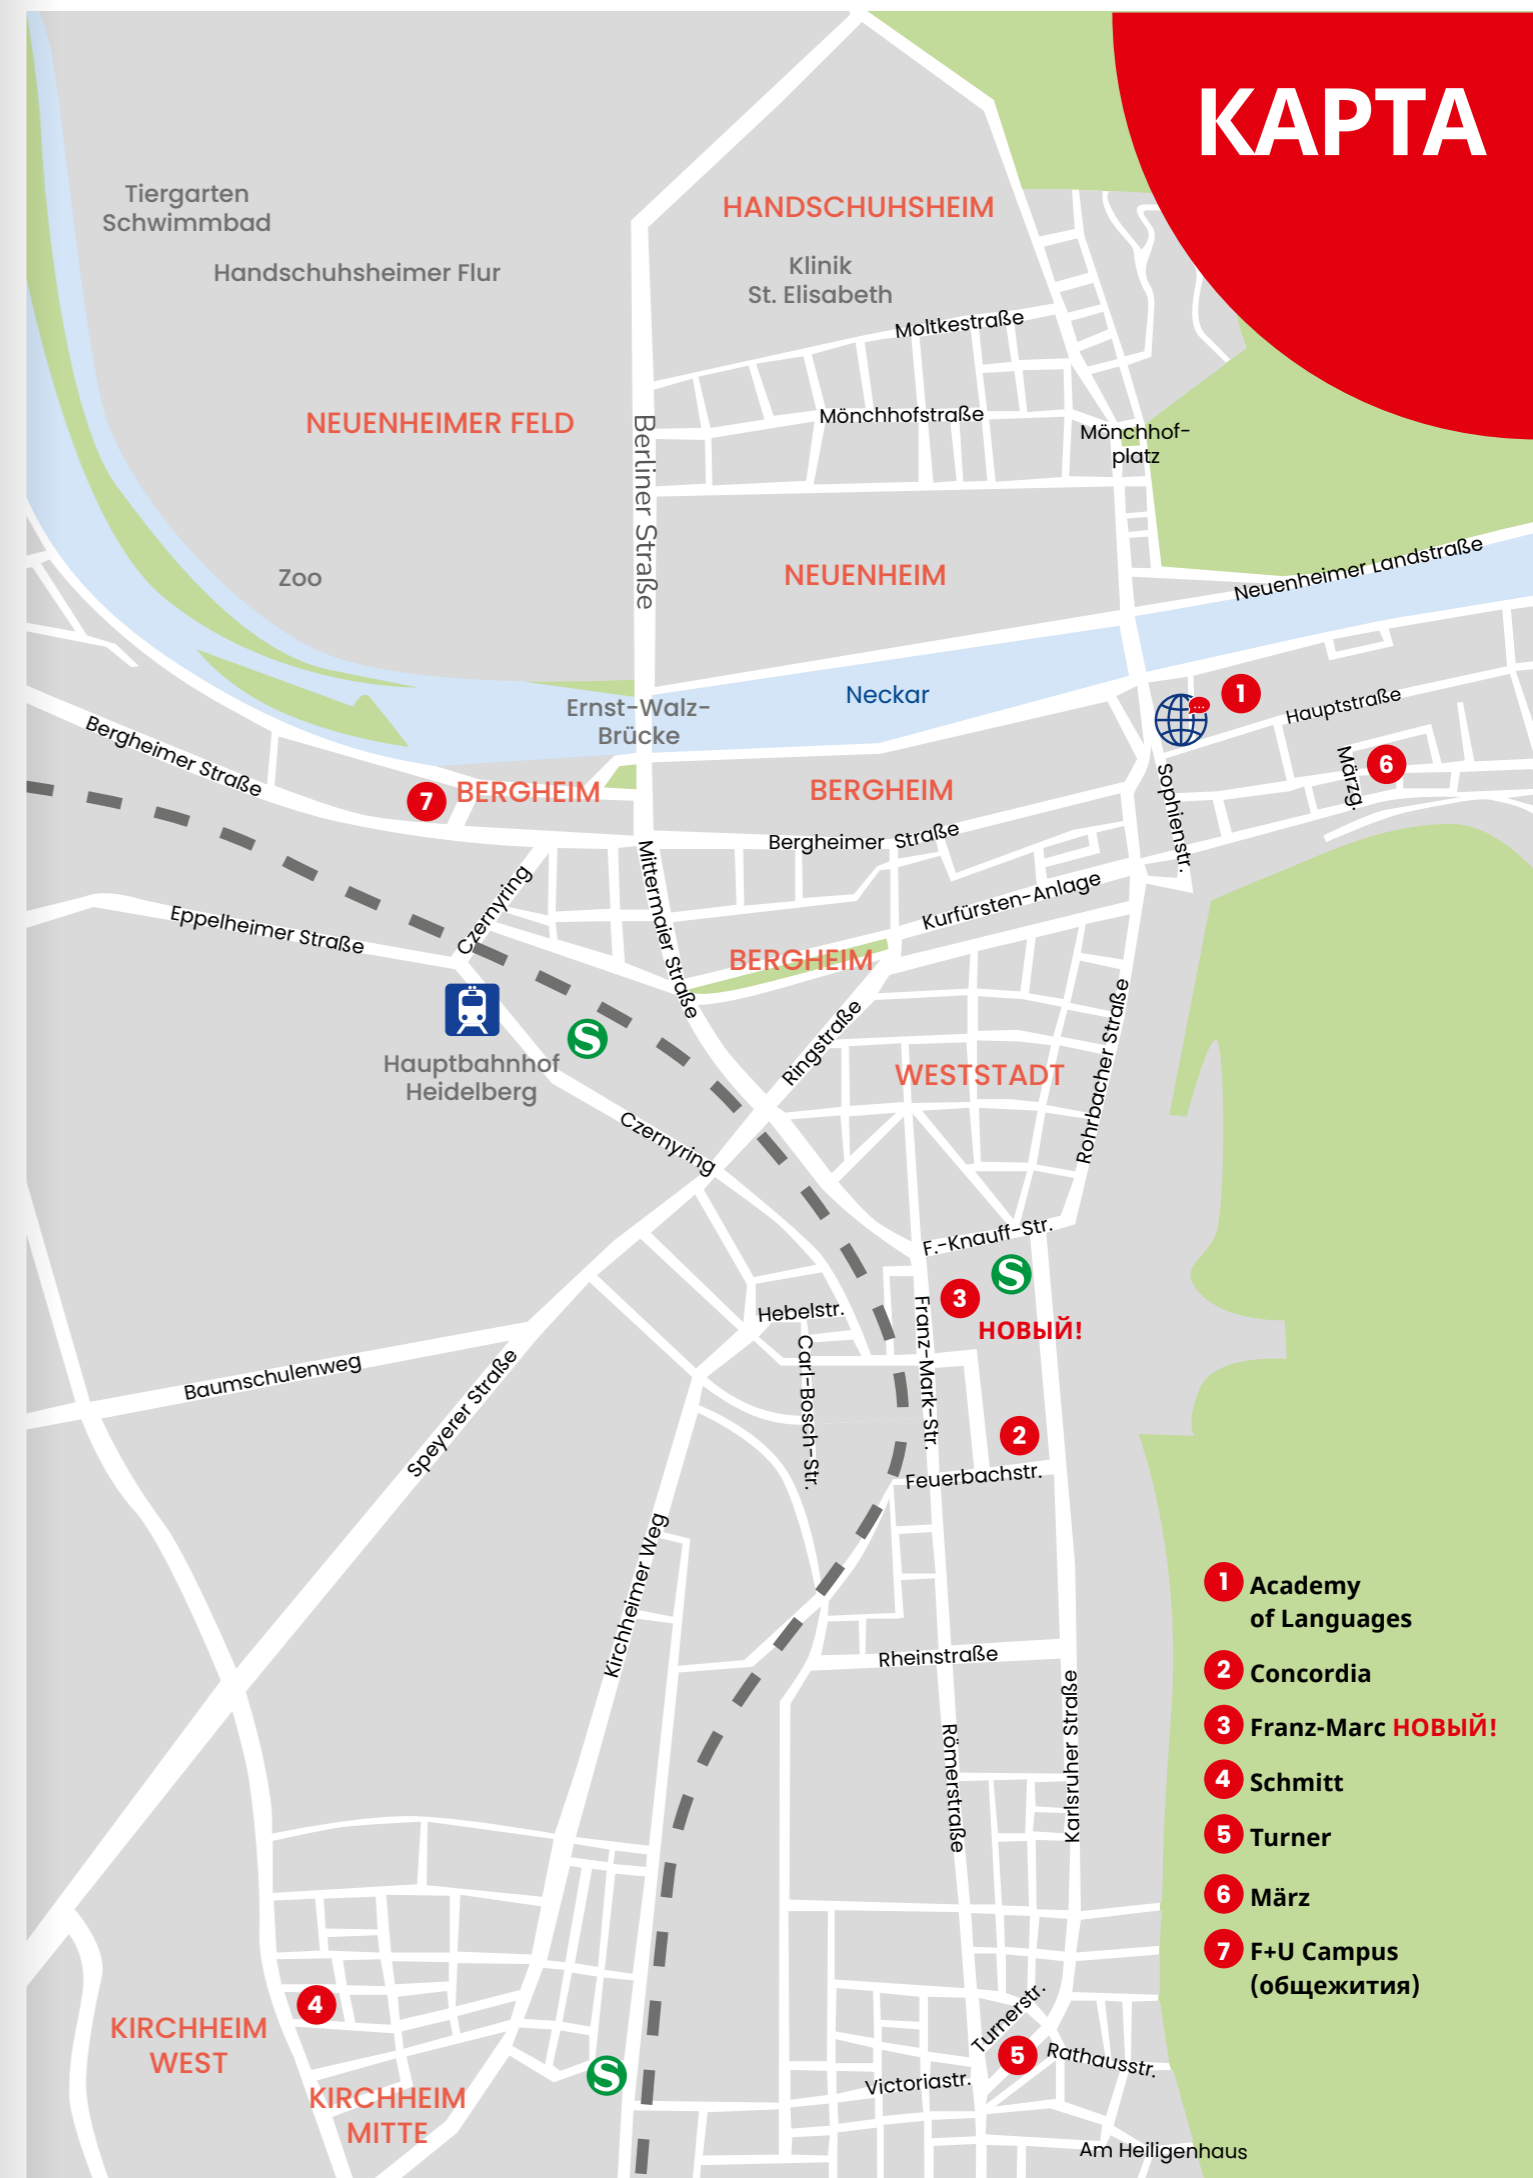 КАРТА
Tiergarten
Schwimmbad
HANDSCHUHSHEIM
Handschuhsheimer Flur
Klinik
St. Elisabeth
Moltkestraße
NEUENHEIMER FELD
Berliner Straße
Mönchhofstraße
Mönchhof-
platz
Zoo
NEUENHEIM
Neuenheimer Landstraße
Neckar
1
Hauptstraße
Ernst-Walz-
Brücke
Bergheimer Straße
7
BERGHEIM
BERGHEIM
Sophienstr.
Märzg.
6
Bergheimer Straße
Mittermaier Straße
Czernyring
Eppelheimer Straße
Kurfürsten-Anlage
BERGHEIM
Hauptbahnhof
Heidelberg
S
Ringstraße
WESTSTADT
Rohrbacher Straße
Czernyring
F.-Knauff-Str.
S
3
НОВЫЙ!
Hebelstr.
Carl-Bosch-Str.
Franz-Mark-Str.
Baumschulenweg
Speyerer Straße
2
Feuerbachstr.
Kirchheimer Weg
Rheinstraße
Römerstraße
Karlsruher Straße
1 Academy
of Languages
2 Concordia
3 Franz-Marc НОВЫЙ!
4 Schmitt
5 Turner
6 März
7 F+U Campus
(общежития)
4
KIRCHHEIM
WEST
KIRCHHEIM
MITTE
S
Turnerstr.
5
Rathausstr.
Victoriastr.
Am Heiligenhaus